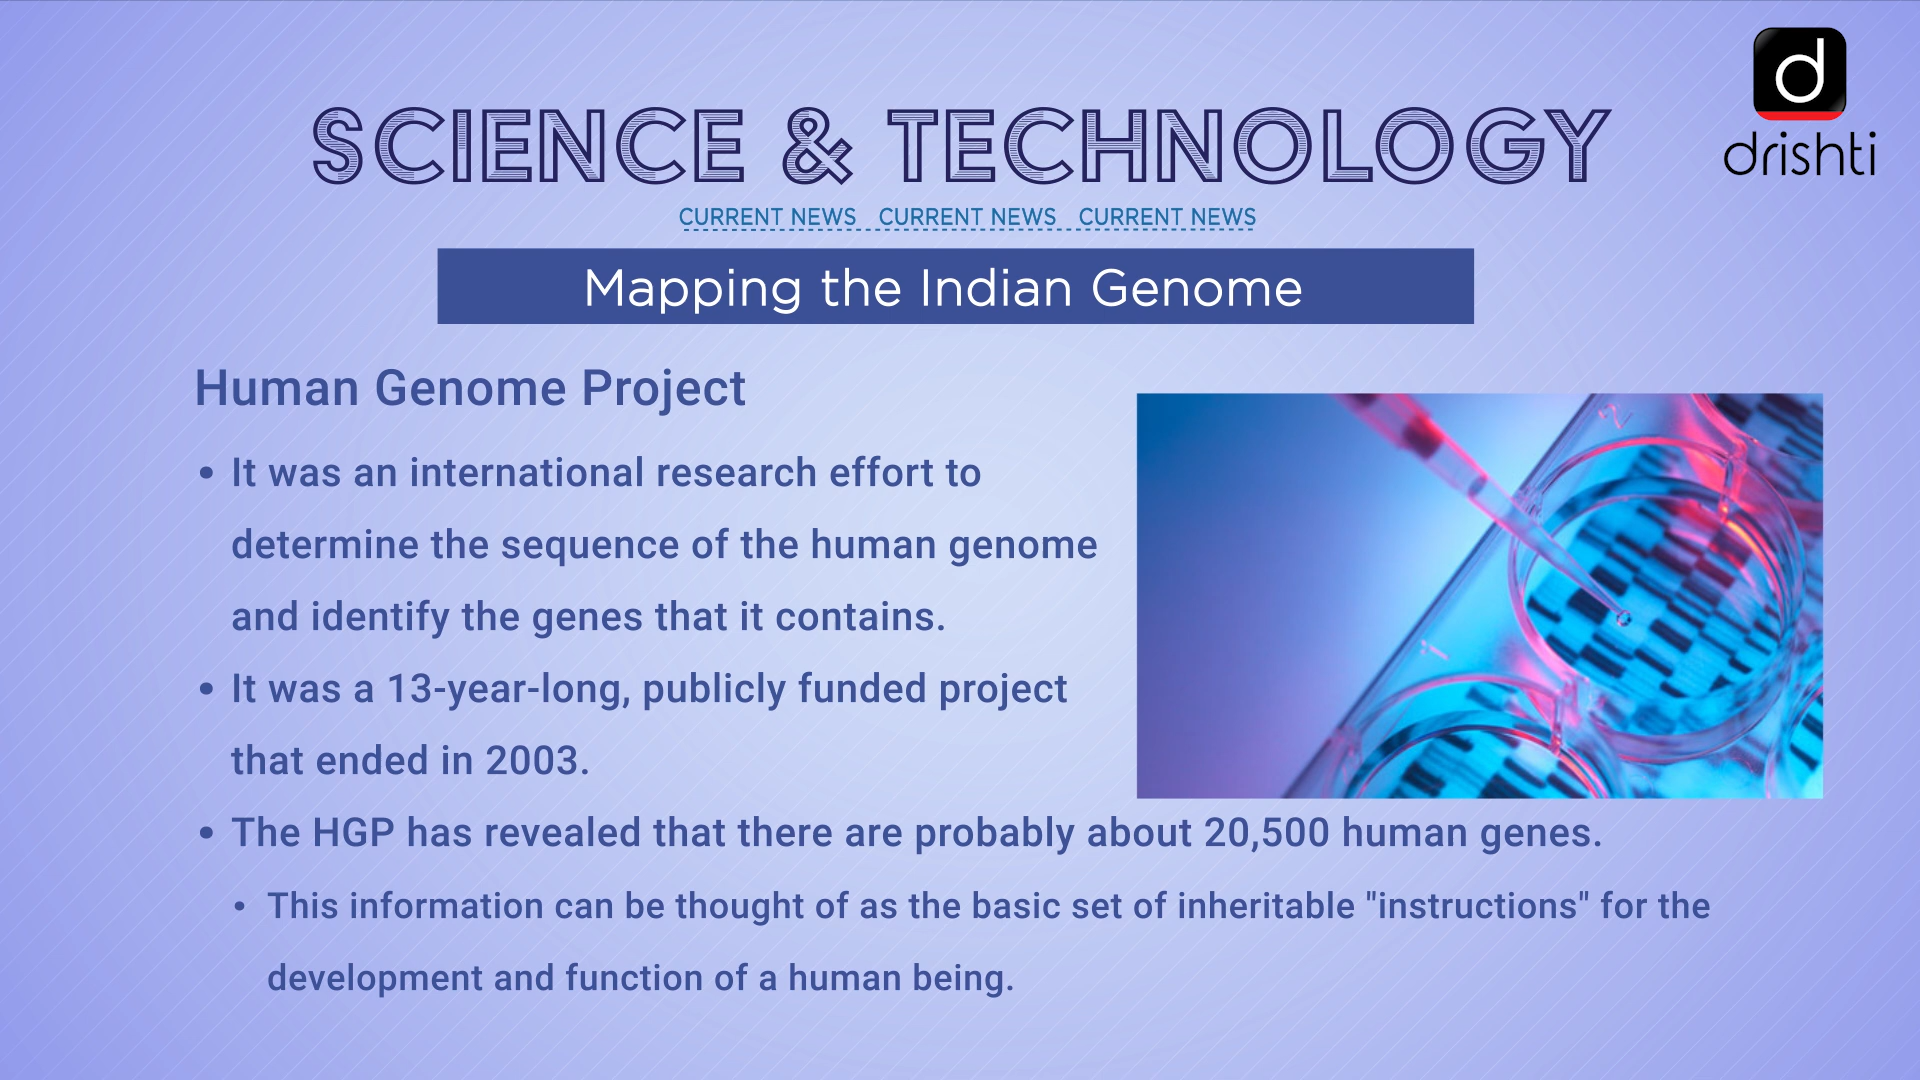 d
drishti
SCIENCE & TECHNOLOGY
CURRENT NEWS CURRENT NEWS CURRENT NEWS
Mapping the Indian Genome
Human Genome Project
• It was an international research effort to
determine the sequence of the human genome
and identify the genes that it contains.
• It was a 13-year-long, publicly funded project
that ended in 2003.
• The HGP has revealed that there are probably about 20,500 human genes.
• This information can be thought of as the basic set of inheritable "instructions" for the
development and function of a human being.